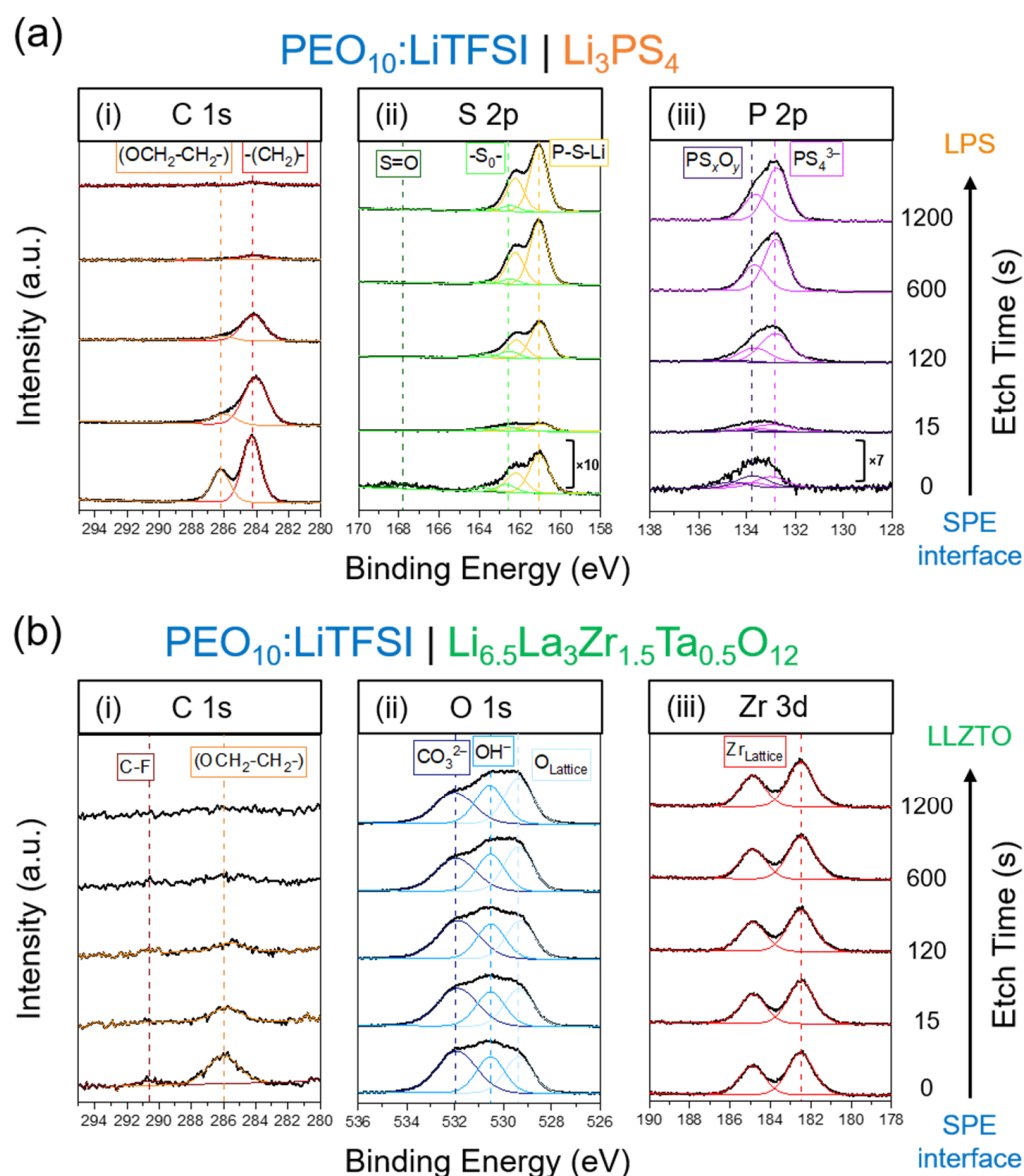 (a)
PEO₁₀:LiTFSI | Li₃PS₄
(i) C 1s
(OCH₂-CH₂-)
-(CH₂)-
294 292 290 288 286 284 282 280
(ii) S 2p
S=O
-S₀-
P-S-Li
×10
170 168 166 164 162 160 158
(iii) P 2p
PSₓOᵧ
PS₄³⁻
×7
138 136 134 132 130 128
LPS
1200
600
120
15
0
SPE
interface
Etch Time (s)
Intensity (a.u.)
Binding Energy (eV)
(b)
PEO₁₀:LiTFSI | Li₆.₅La₃Zr₁.₅Ta₀.₅O₁₂
(i) C 1s
C-F
(OCH₂-CH₂-)
294 292 290 288 286 284 282 280
(ii) O 1s
CO₃²⁻
OH⁻
O_Lattice
536 534 532 530 528 526
(iii) Zr 3d
Zr_Lattice
190 188 186 184 182 180 178
LLZTO
1200
600
120
15
0
SPE
interface
Etch Time (s)
Intensity (a.u.)
Binding Energy (eV)